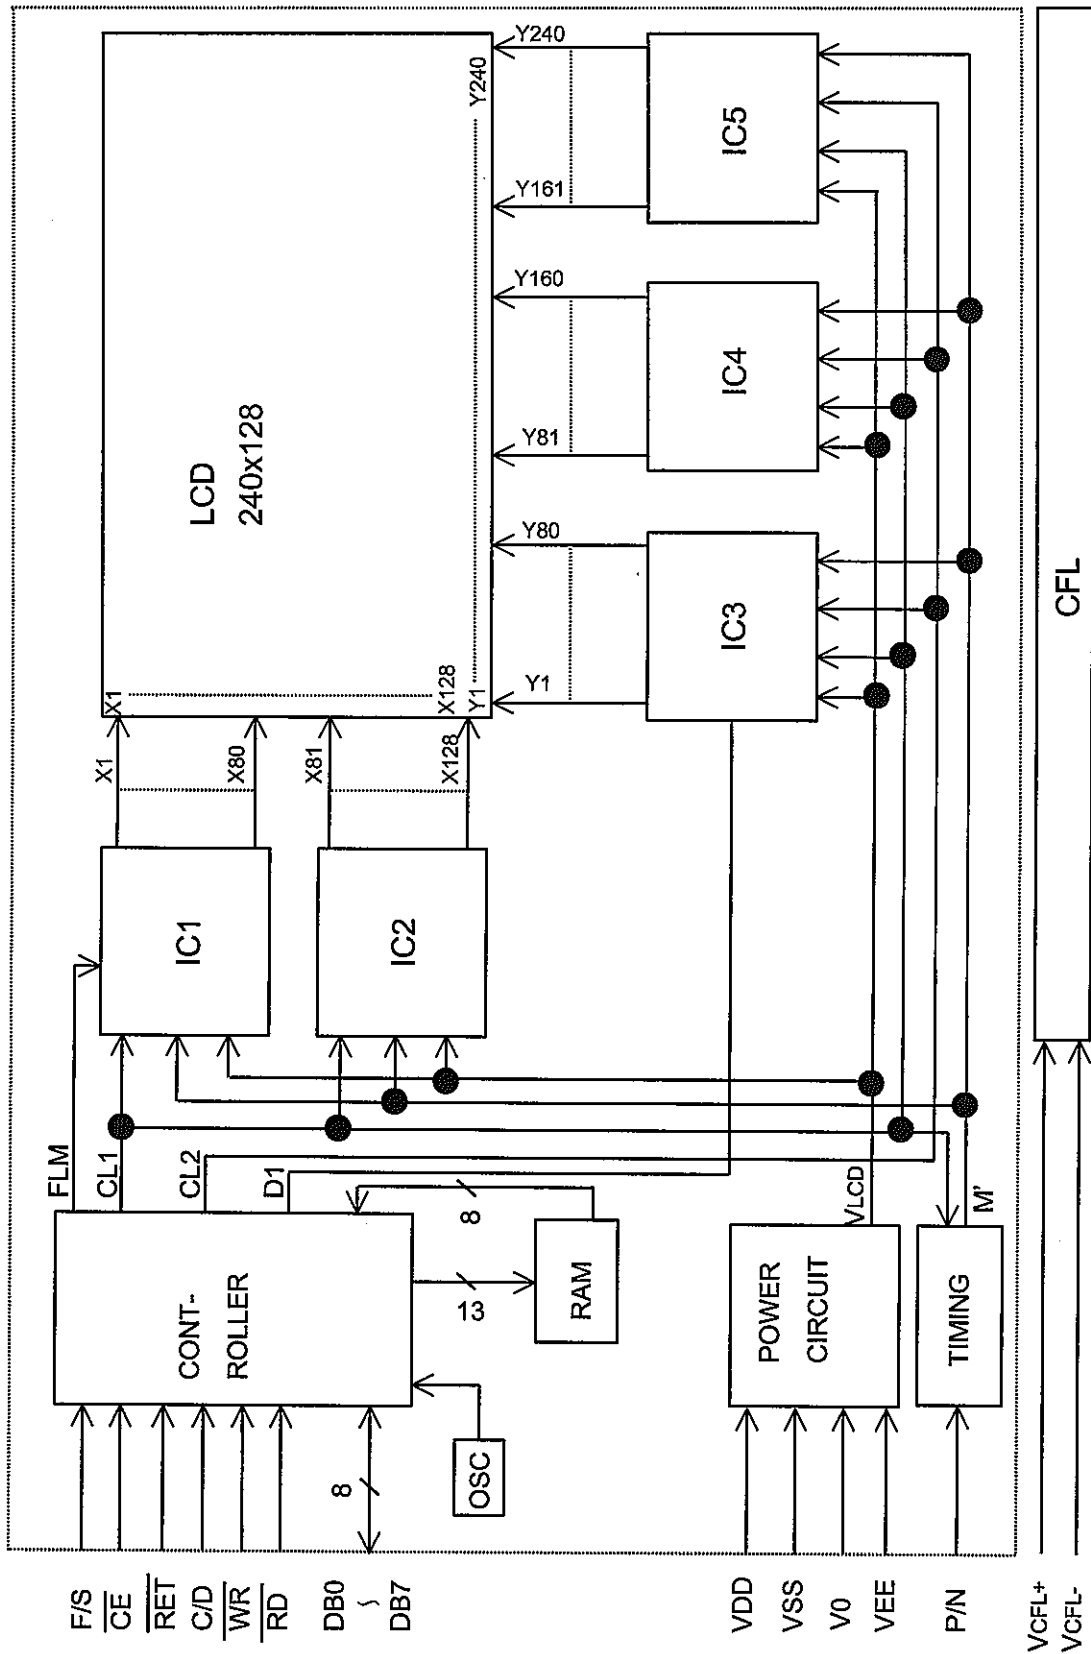 F/S
CE
RET
C/D
WR
RD
DB0
~
DB7
8
OSC
CONT-
ROLLER
FLM
CL1
CL2
D1
13
8
RAM
IC1
IC2
X1
X80
X81
X128
X1
X128
Y1
Y240
LCD
240x128
Y1
Y80
Y81
Y160
Y161
Y240
IC3
IC4
IC5
VDD
VSS
V0
VEE
P/N
POWER
CIRCUIT
VLCD
TIMING
M'
VCFL+
VCFL-
CFL